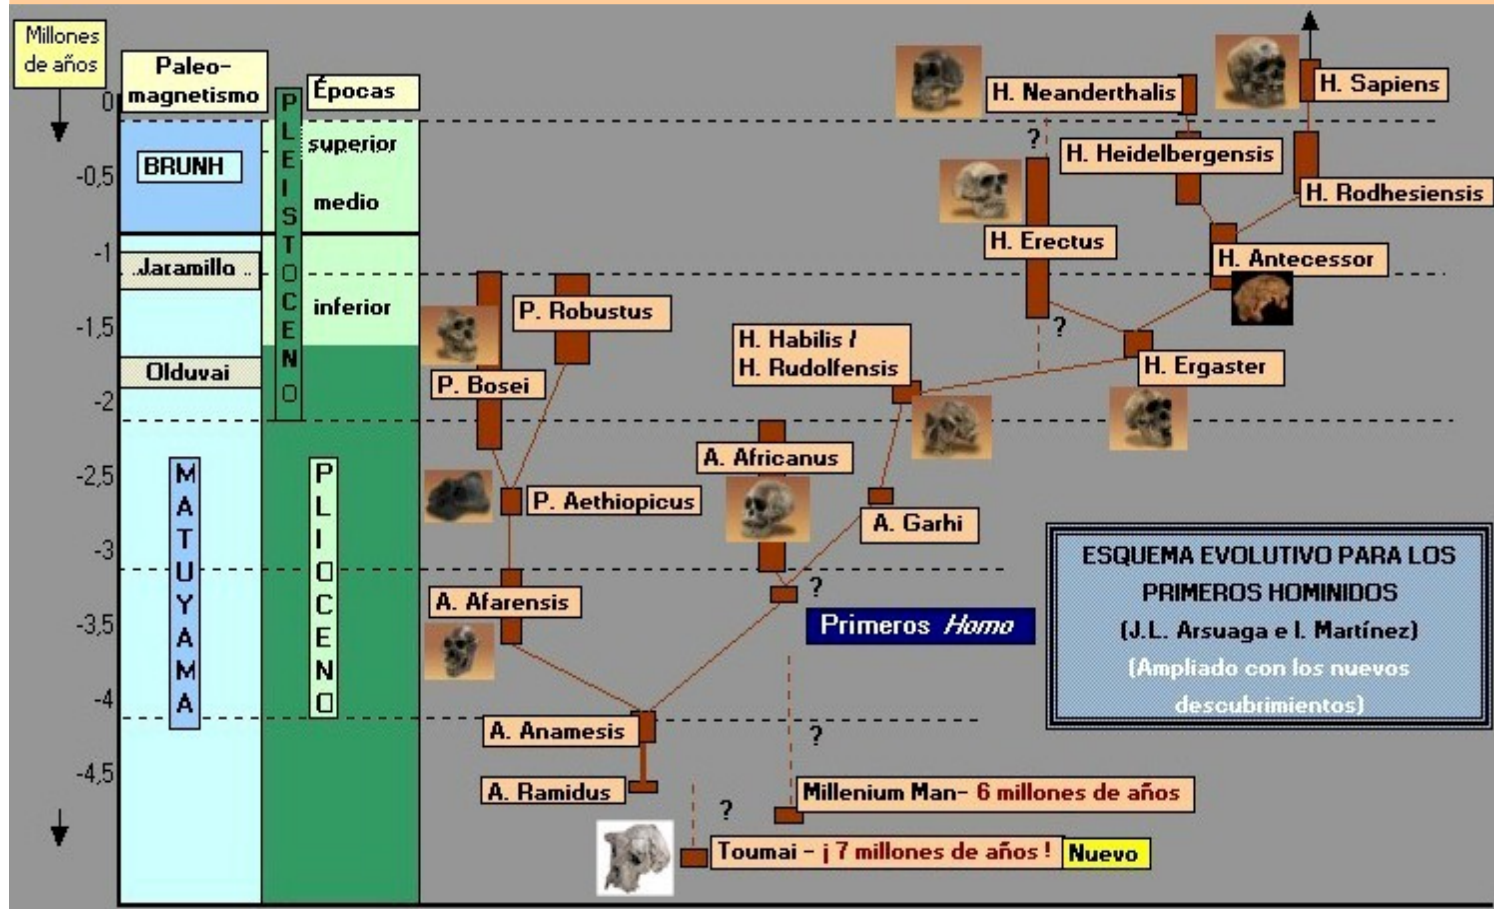 Millones
de años
Paleo-
magnetismo
Épocas
0
-0,5
-1
-1,5
-2
-2,5
-3
-3,5
-4
-4,5
BRUNH
Jaramillo
Olduvai
MATUYAMA
PLEISTOCENO
PLIOCENO
superior
medio
inferior
H. Neanderthalis
H. Sapiens
?
H. Heidelbergensis
H. Rodhesiensis
H. Erectus
H. Antecessor
P. Robustus
?
H. Habilis /
H. Rudolfensis
H. Ergaster
P. Bosei
A. Africanus
P. Aethiopicus
A. Garhi
?
A. Afarensis
Primeros Homo
ESQUEMA EVOLUTIVO PARA LOS
PRIMEROS HOMINIDOS
(J.L. Arsuaga e I. Martínez)
(Ampliado con los nuevos
descubrimientos)
A. Anamesis
?
A. Ramidus
Millenium Man- 6 millones de años
?
Toumai - ¡ 7 millones de años !
Nuevo